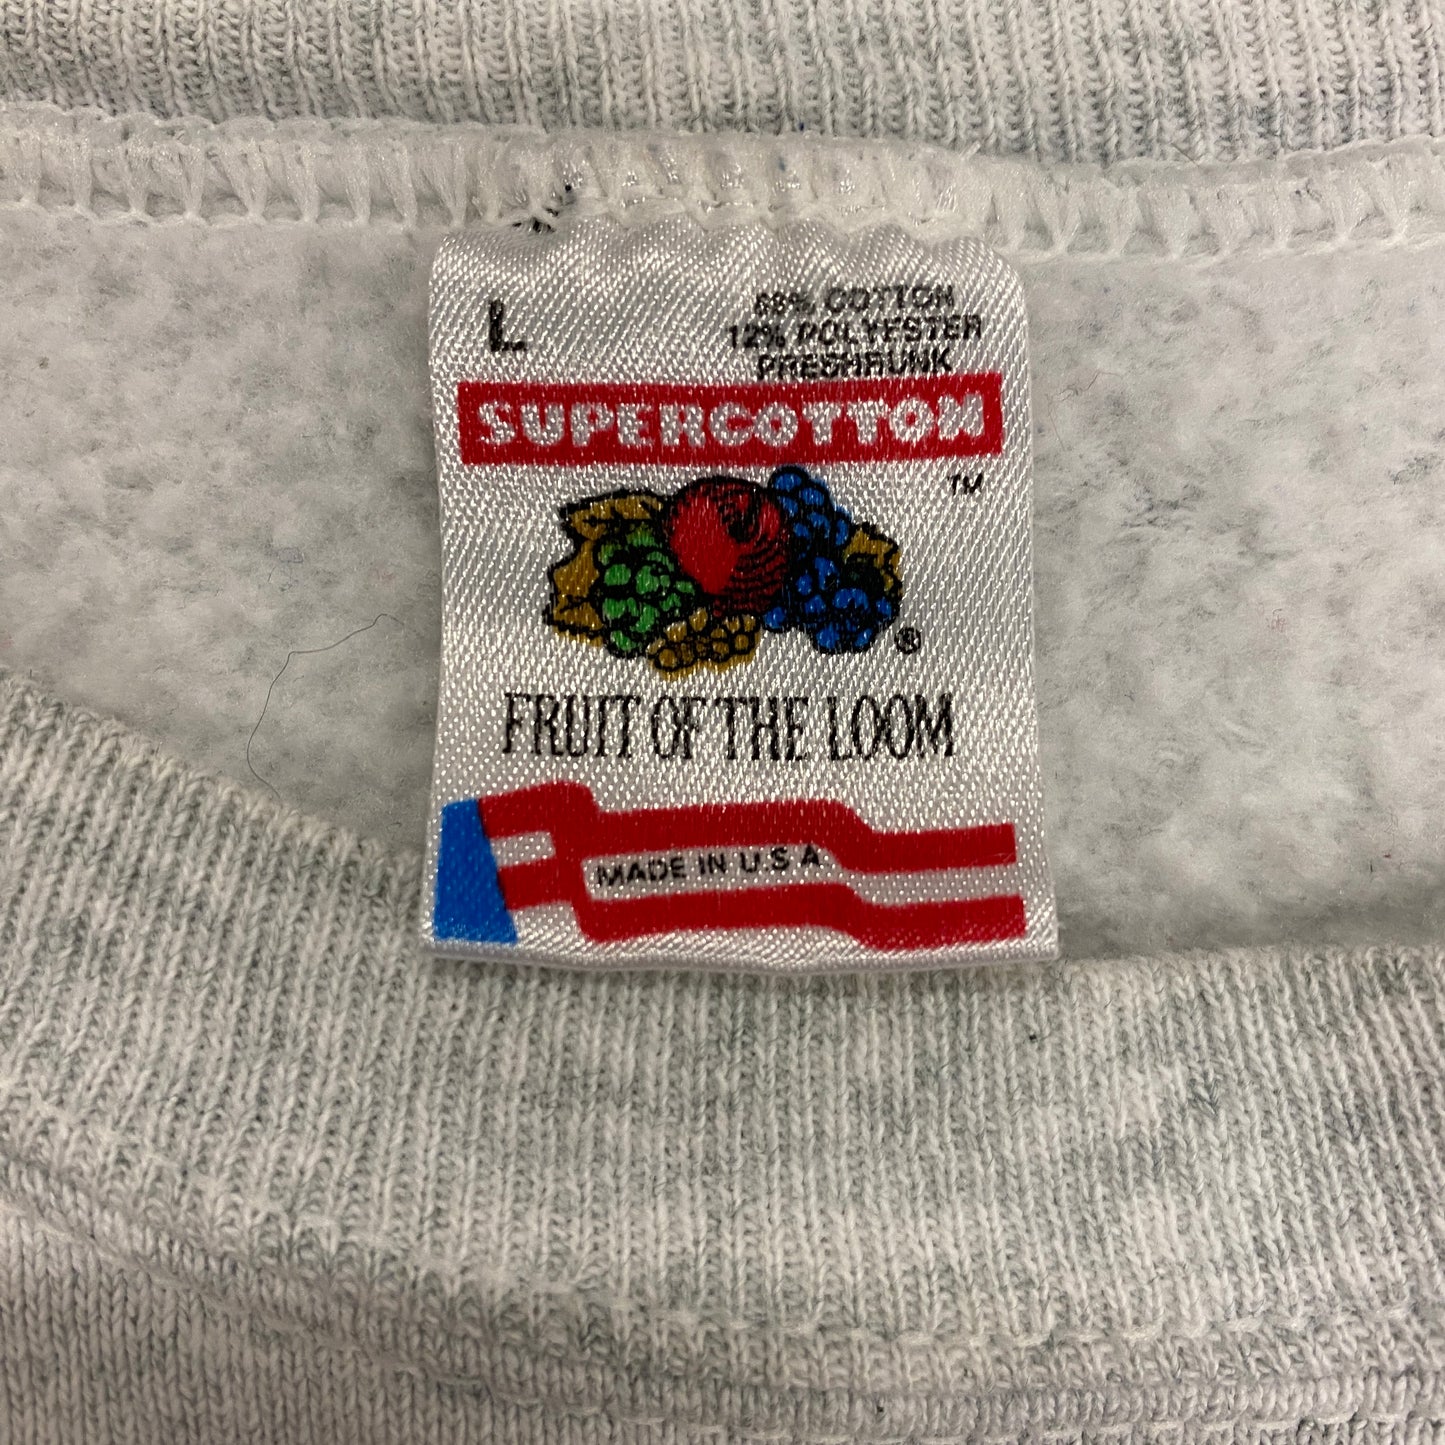 L
88% COTTON
12% POLYESTER
PRESHRUNK
SUPERCOTTON
TM
®
FRUIT OF THE LOOM
MADE IN U.S.A.